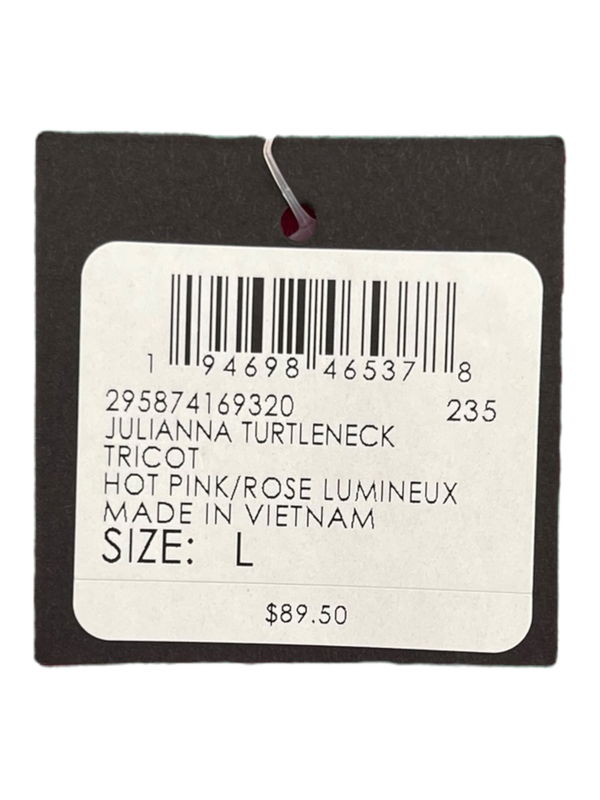 1 94698 46537 8
295874169320 235
JULIANNA TURTLENECK
TRICOT
HOT PINK/ROSE LUMINEUX
MADE IN VIETNAM
SIZE: L
$89.50